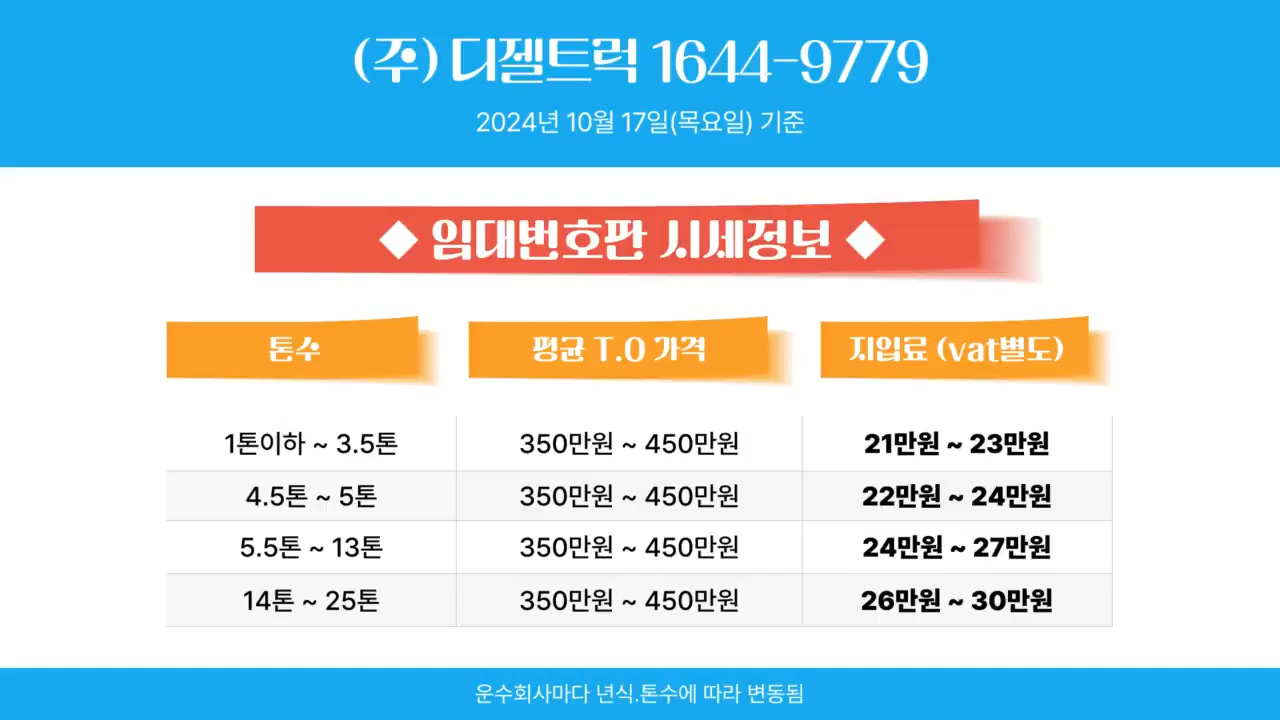 (주) 디젤트럭 1644-9779
2024년 10월 17일(목요일) 기준
◆ 임대번호판 시세정보 ◆
톤수 평균 T.O 가격 지입료 (vat별도)
1톤이하 ~ 3.5톤 350만원 ~ 450만원 21만원 ~ 23만원
4.5톤 ~ 5톤 350만원 ~ 450만원 22만원 ~ 24만원
5.5톤 ~ 13톤 350만원 ~ 450만원 24만원 ~ 27만원
14톤 ~ 25톤 350만원 ~ 450만원 26만원 ~ 30만원
운수회사마다 년식.톤수에 따라 변동됨